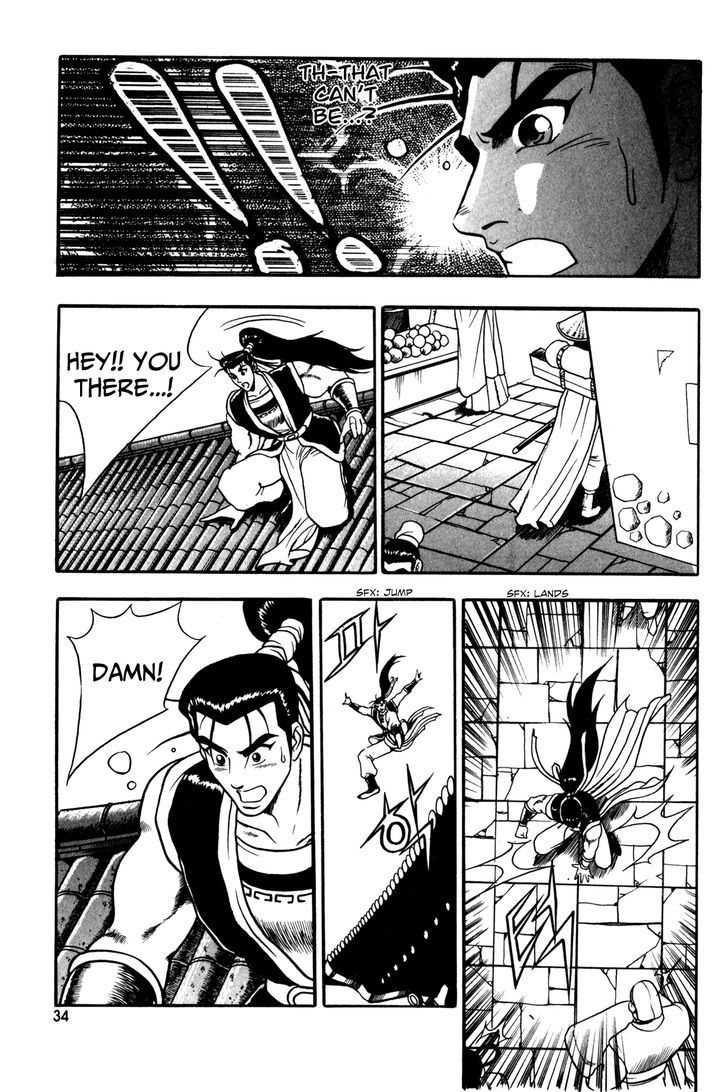 TH-THAT
CAN'T
BE...?
HEY!! YOU
THERE...!
SFX: JUMP
SFX: LANDS
DAMN!
34